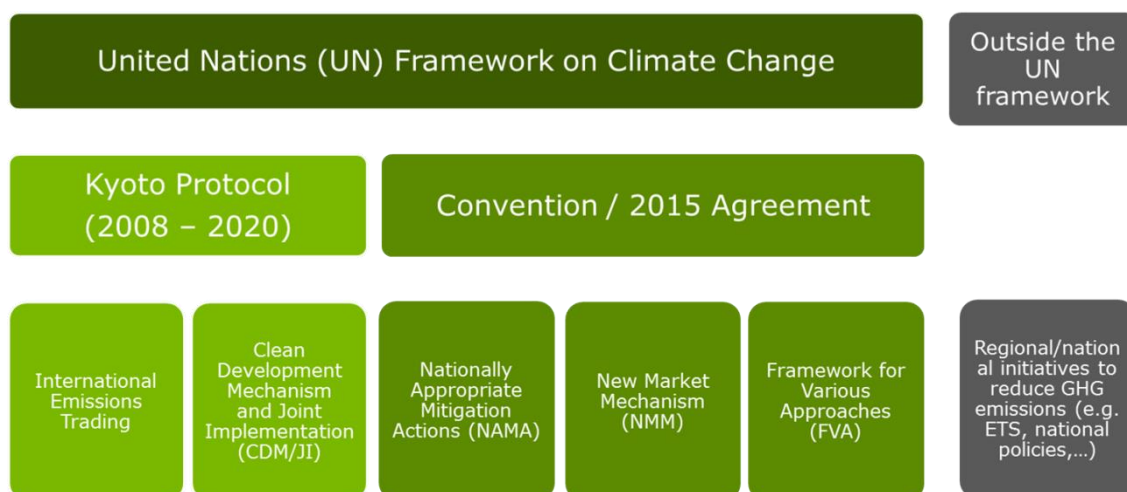 United Nations (UN) Framework on Climate Change
Outside the
UN
framework
Kyoto Protocol
(2008 – 2020)
Convention / 2015 Agreement
International
Emissions
Trading
Clean
Development
Mechanism
and Joint
Implementation
(CDM/JI)
Nationally
Appropriate
Mitigation
Actions (NAMA)
New Market
Mechanism
(NMM)
Framework for
Various
Approaches
(FVA)
Regional/nation
al initiatives to
reduce GHG
emissions (e.g.
ETS, national
policies,...)